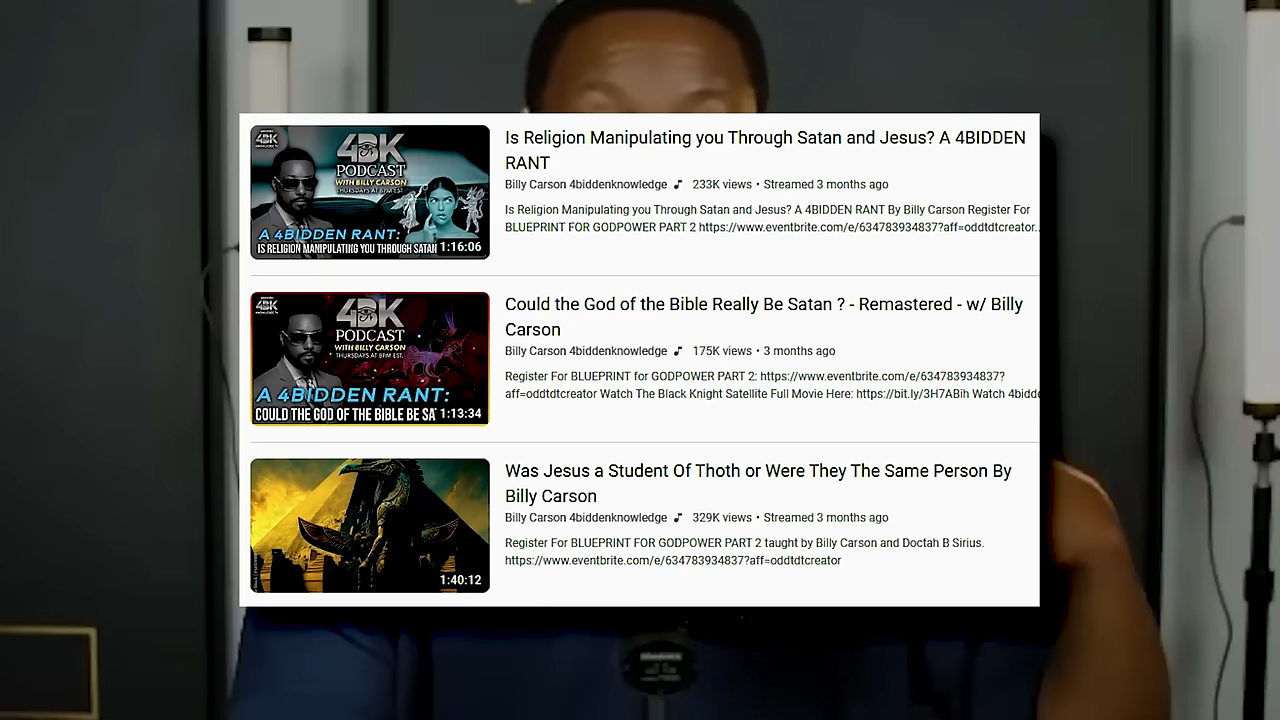 4BK
PODCAST
WITH BILLY CARSON
THURSDAYS AT 8PM EST.
A 4BIDDEN RANT:
IS RELIGION MANIPULATING YOU THROUGH SATAN
1:16:06
Is Religion Manipulating you Through Satan and Jesus? A 4BIDDEN
RANT
Billy Carson 4biddenknowledge 233K views • Streamed 3 months ago
Is Religion Manipulating you Through Satan and Jesus? A 4BIDDEN RANT By Billy Carson Register For
BLUEPRINT FOR GODPOWER PART 2 https://www.eventbrite.com/e/634783934837?aff=oddtdtcreator..
4BK
4BK
PODCAST
WITH BILLY CARSON
THURSDAYS AT 8PM EST.
A 4BIDDEN RANT:
COULD THE GOD OF THE BIBLE BE SA
1:13:34
Could the God of the Bible Really Be Satan ? - Remastered - w/ Billy
Carson
Billy Carson 4biddenknowledge 175K views • 3 months ago
Register For BLUEPRINT for GODPOWER PART 2: https://www.eventbrite.com/e/634783934837?
aff=oddtdtcreator Watch The Black Knight Satellite Full Movie Here: https://bit.ly/3H7ABih Watch 4bidde
1:40:12
Was Jesus a Student Of Thoth or Were They The Same Person By
Billy Carson
Billy Carson 4biddenknowledge 329K views • Streamed 3 months ago
Register For BLUEPRINT FOR GODPOWER PART 2 taught by Billy Carson and Doctah B Sirius.
https://www.eventbrite.com/e/634783934837?aff=oddtdtcreator